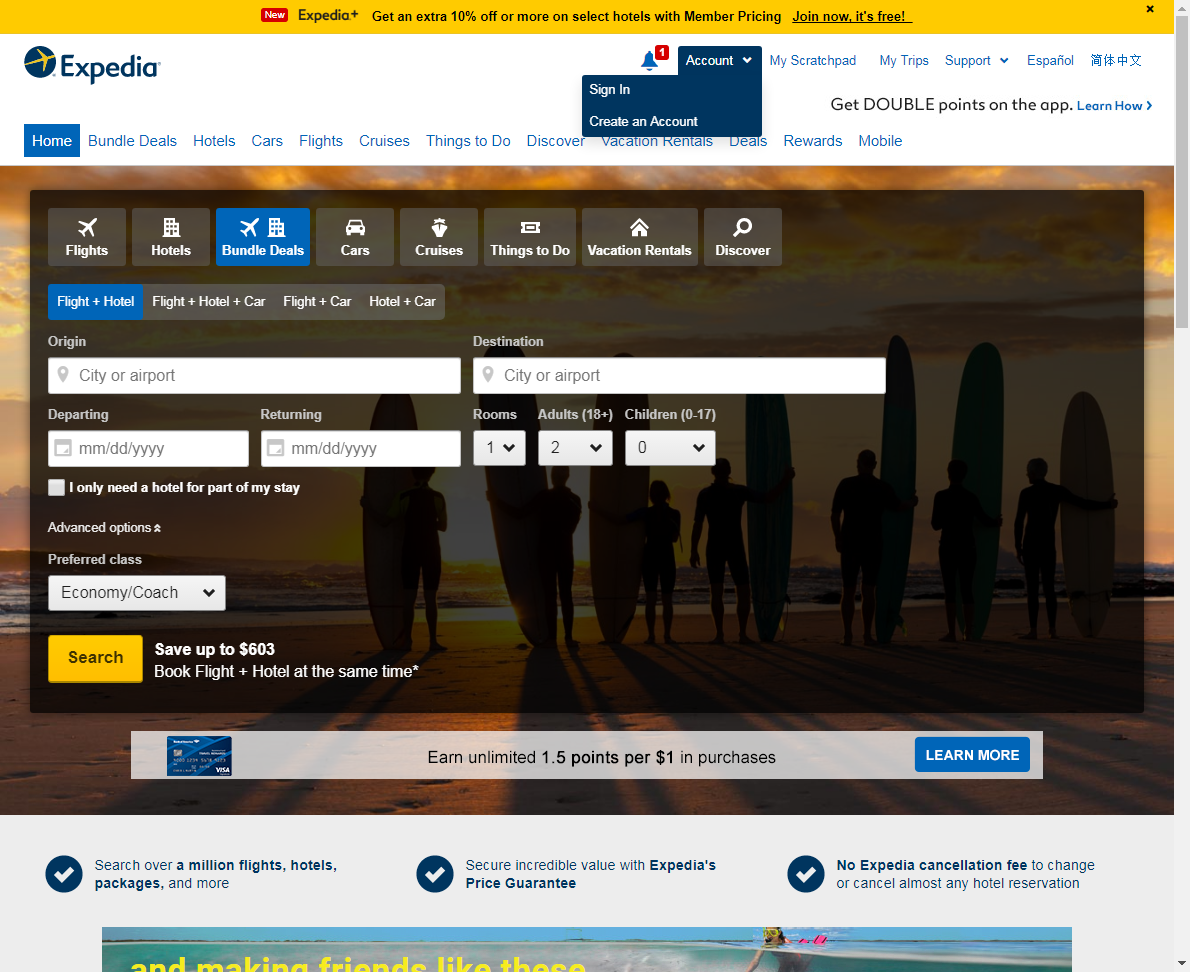 New Expedia+ Get an extra 10% off or more on select hotels with Member Pricing Join now, it's free!
Expedia
1
Account My Scratchpad My Trips Support Español 简体中文
Sign In
Create an Account
Get DOUBLE points on the app. Learn How
Home Bundle Deals Hotels Cars Flights Cruises Things to Do Discover Vacation Rentals Deals Rewards Mobile
Flights Hotels Bundle Deals Cars Cruises Things to Do Vacation Rentals Discover
Flight + Hotel Flight + Hotel + Car Flight + Car Hotel + Car
Origin Destination
City or airport City or airport
Departing Returning Rooms Adults (18+) Children (0-17)
mm/dd/yyyy mm/dd/yyyy 1 2 0
I only need a hotel for part of my stay
Advanced options
Preferred class
Economy/Coach
Search
Save up to $603
Book Flight + Hotel at the same time*
VISA
Earn unlimited 1.5 points per $1 in purchases
LEARN MORE
Search over a million flights, hotels,
packages, and more
Secure incredible value with Expedia's
Price Guarantee
No Expedia cancellation fee to change
or cancel almost any hotel reservation
and making friends like these